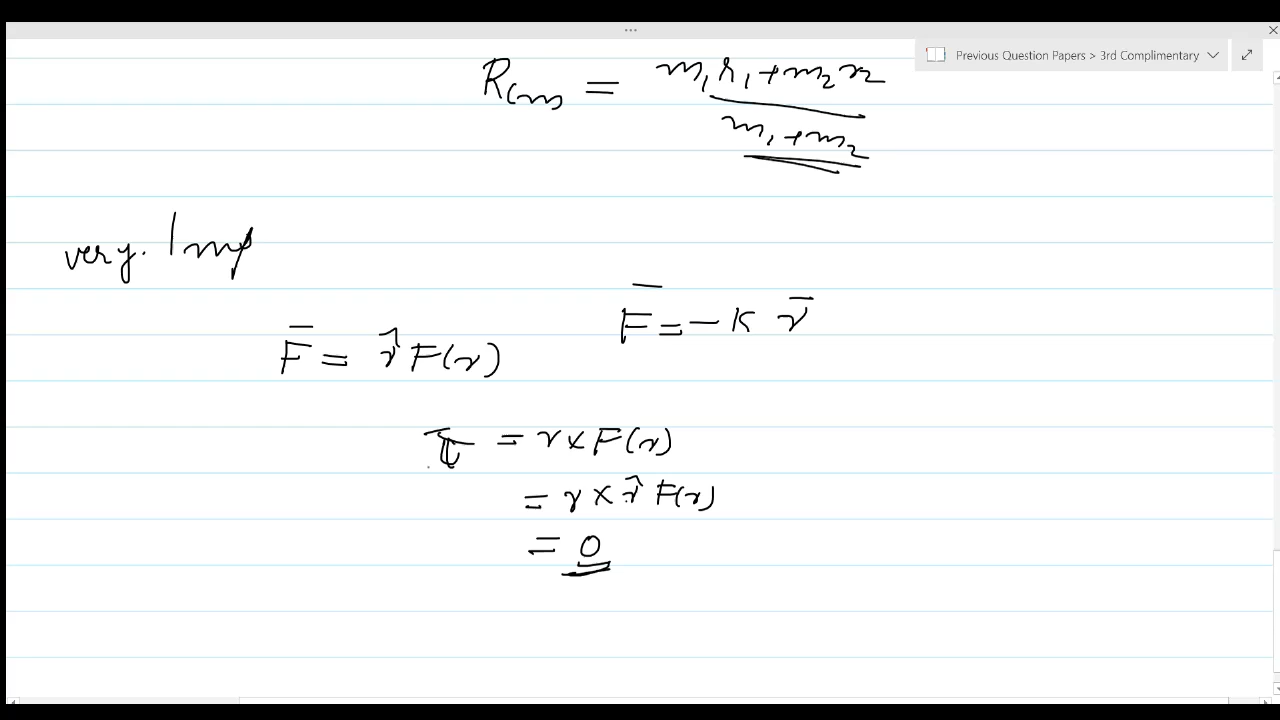 Previous Question Papers > 3rd Complimentary
R_cm = (m₁r₁+m₂r₂)/(m₁+m₂)
very. Imp
F̄ = -K r̄
F̄ = r̂ F(r)
τ = r×F(r)
= r × r̂ F(r)
= 0